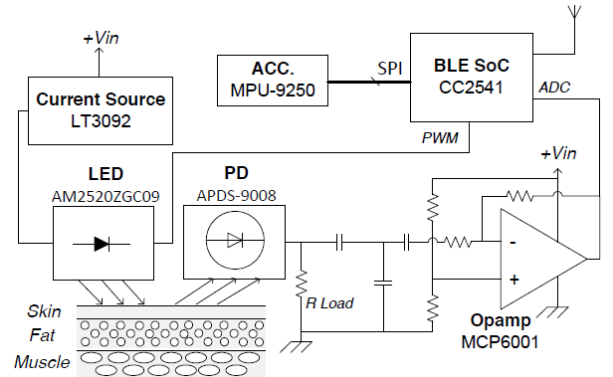 +Vin
Current Source
LT3092
ACC.
MPU-9250
SPI
BLE SoC
CC2541
ADC
PWM
LED
AM2520ZGC09
PD
APDS-9008
+Vin
-
+
R Load
Opamp
MCP6001
Skin
Fat
Muscle